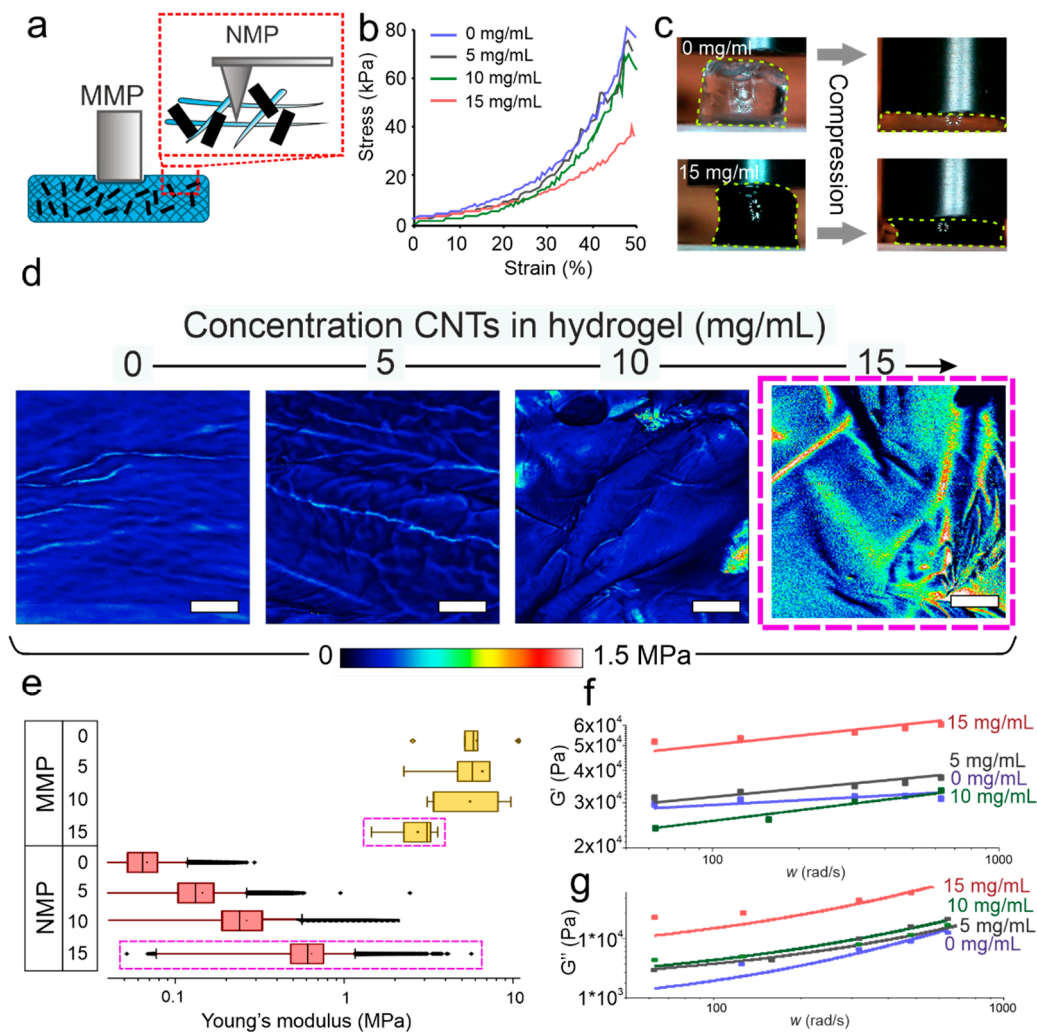 a
NMP
MMP
b
80
60
40
20
0
Stress (kPa)
0 mg/mL
5 mg/mL
10 mg/mL
15 mg/mL
0
10
20
30
40
50
Strain (%)
c
0 mg/ml
15 mg/ml
Compression
d
Concentration CNTs in hydrogel (mg/mL)
0
5
10
15
0
1.5 MPa
e
MMP
0
5
10
15
NMP
0
5
10
15
0.1
1
10
Young's modulus (MPa)
f
6x10⁴
5x10⁴
4x10⁴
3x10⁴
2x10⁴
G' (Pa)
15 mg/mL
5 mg/mL
0 mg/mL
10 mg/mL
100
1000
w (rad/s)
g
1*10⁴
1*10³
G'' (Pa)
15 mg/mL
10 mg/mL
5 mg/mL
0 mg/mL
100
1000
w (rad/s)